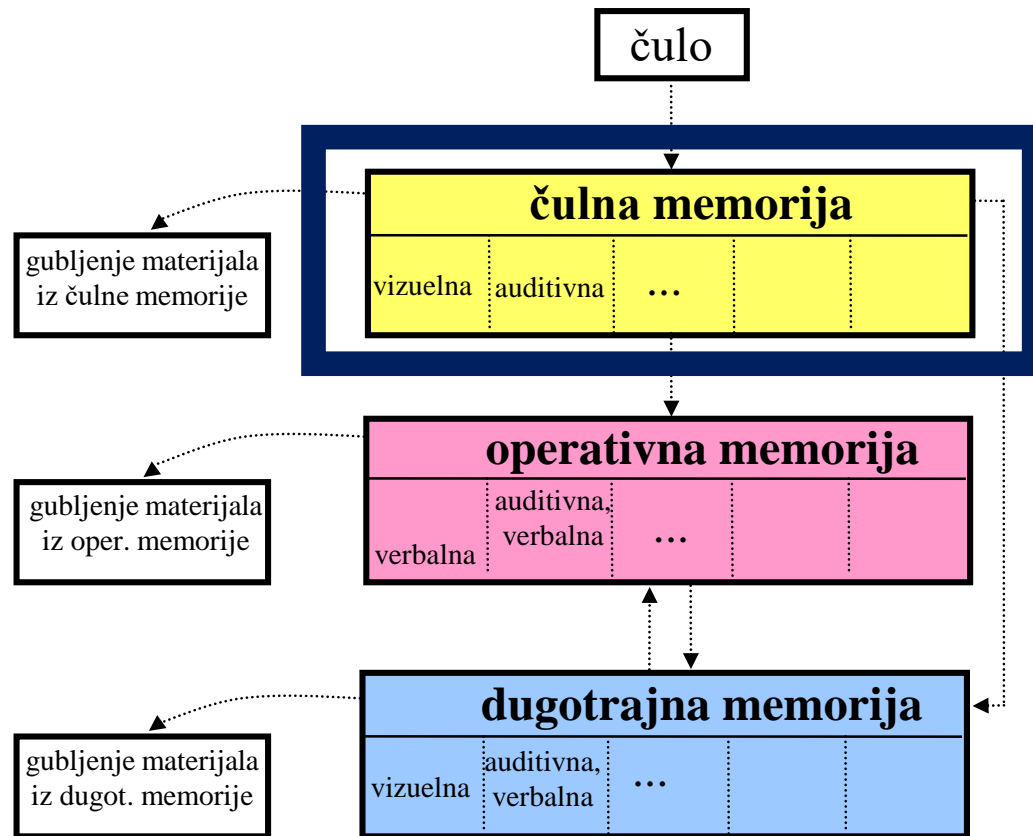 čulo
čulna memorija
vizuelna
auditivna
...
gubljenje materijala
iz čulne memorije
operativna memorija
verbalna
auditivna,
verbalna
...
gubljenje materijala
iz oper. memorije
dugotrajna memorija
vizuelna
auditivna,
verbalna
...
gubljenje materijala
iz dugot. memorije